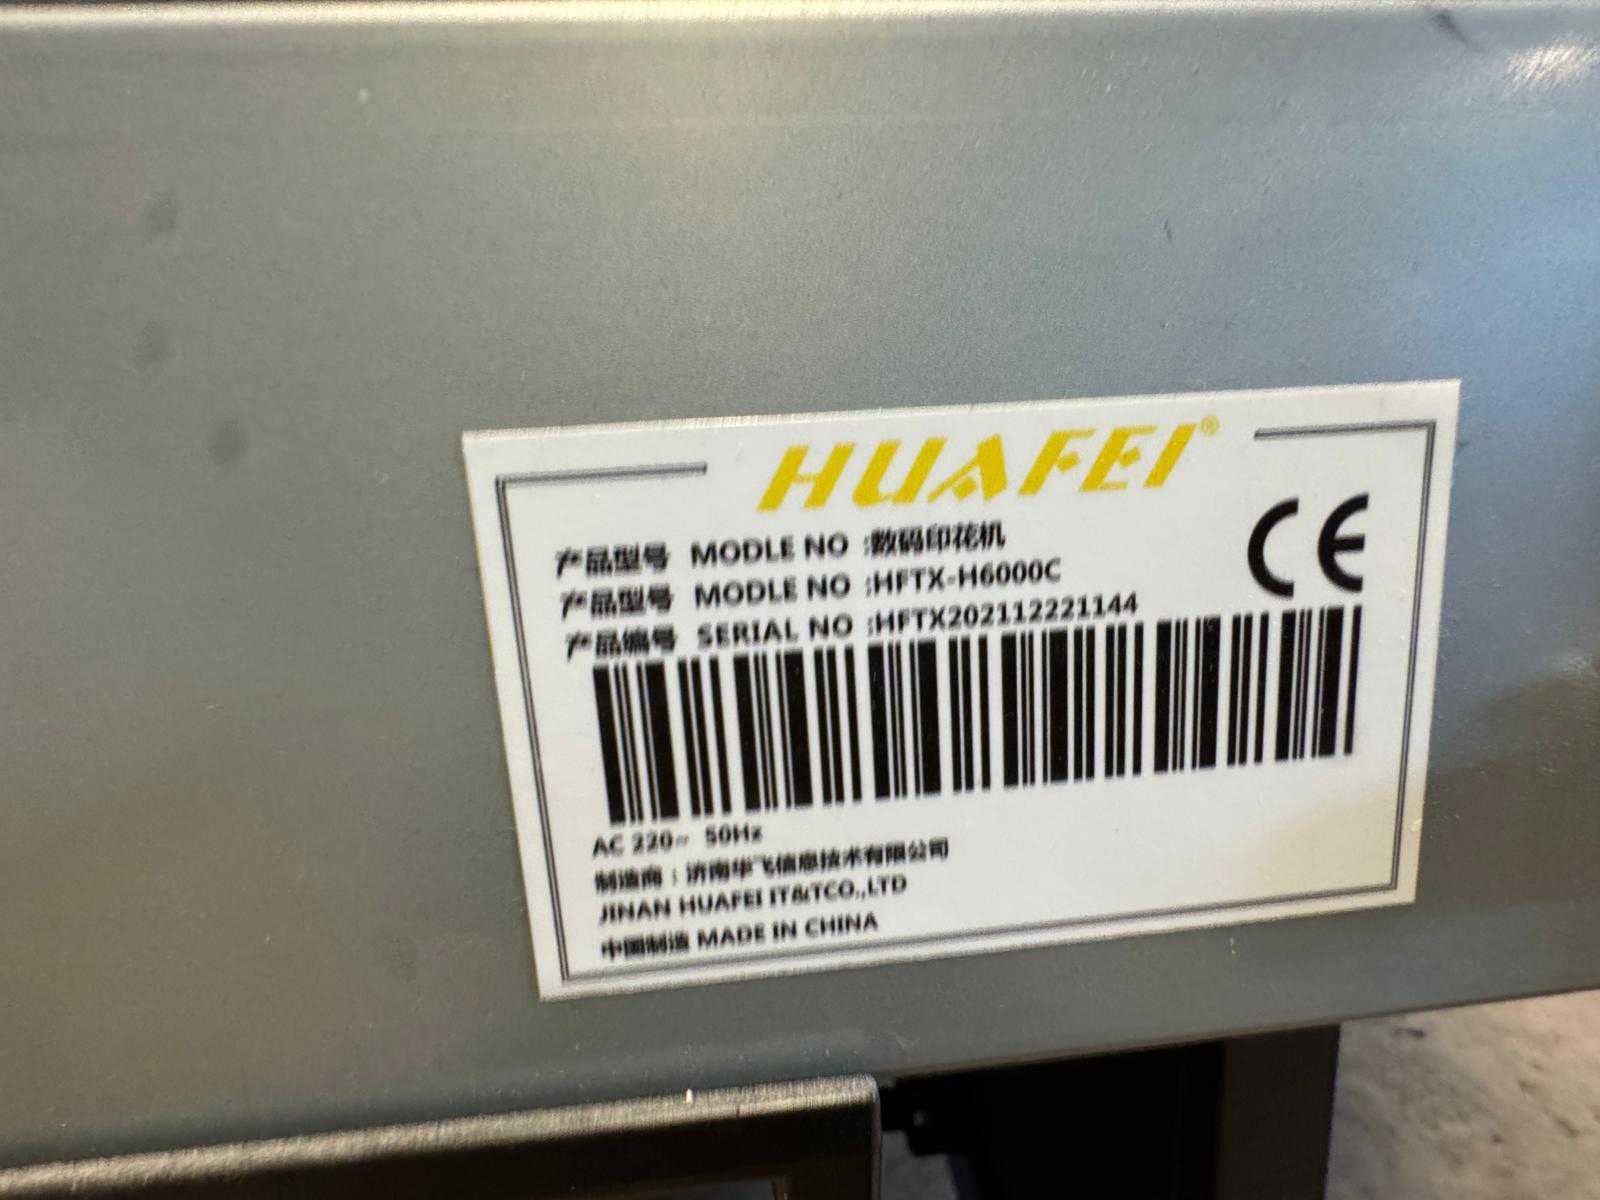 HUAFEI®
产品型号 MODLE NO :数码印花机
产品型号 MODLE NO :HFTX-H6000C
产品编号 SERIAL NO :HFTX202112221144
CE
AC 220~ 50Hz
制造商：济南华飞信息技术有限公司
JINAN HUAFEI IT&TCO.,LTD
中国制造 MADE IN CHINA